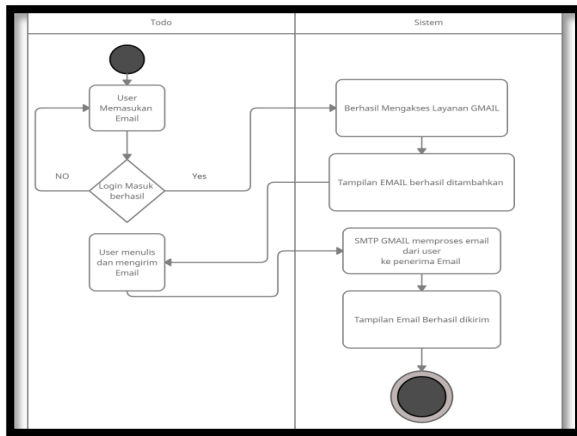 Todo
Sistem
User
Memasukan
Email
Berhasil Mengakses Layanan GMAIL
NO
Login Masuk
berhasil
Yes
Tampilan EMAIL berhasil ditambahkan
User menulis
dan mengirim
Email
SMTP GMAIL memproses email
dari user
ke penerima Email
Tampilan Email Berhasil dikirim